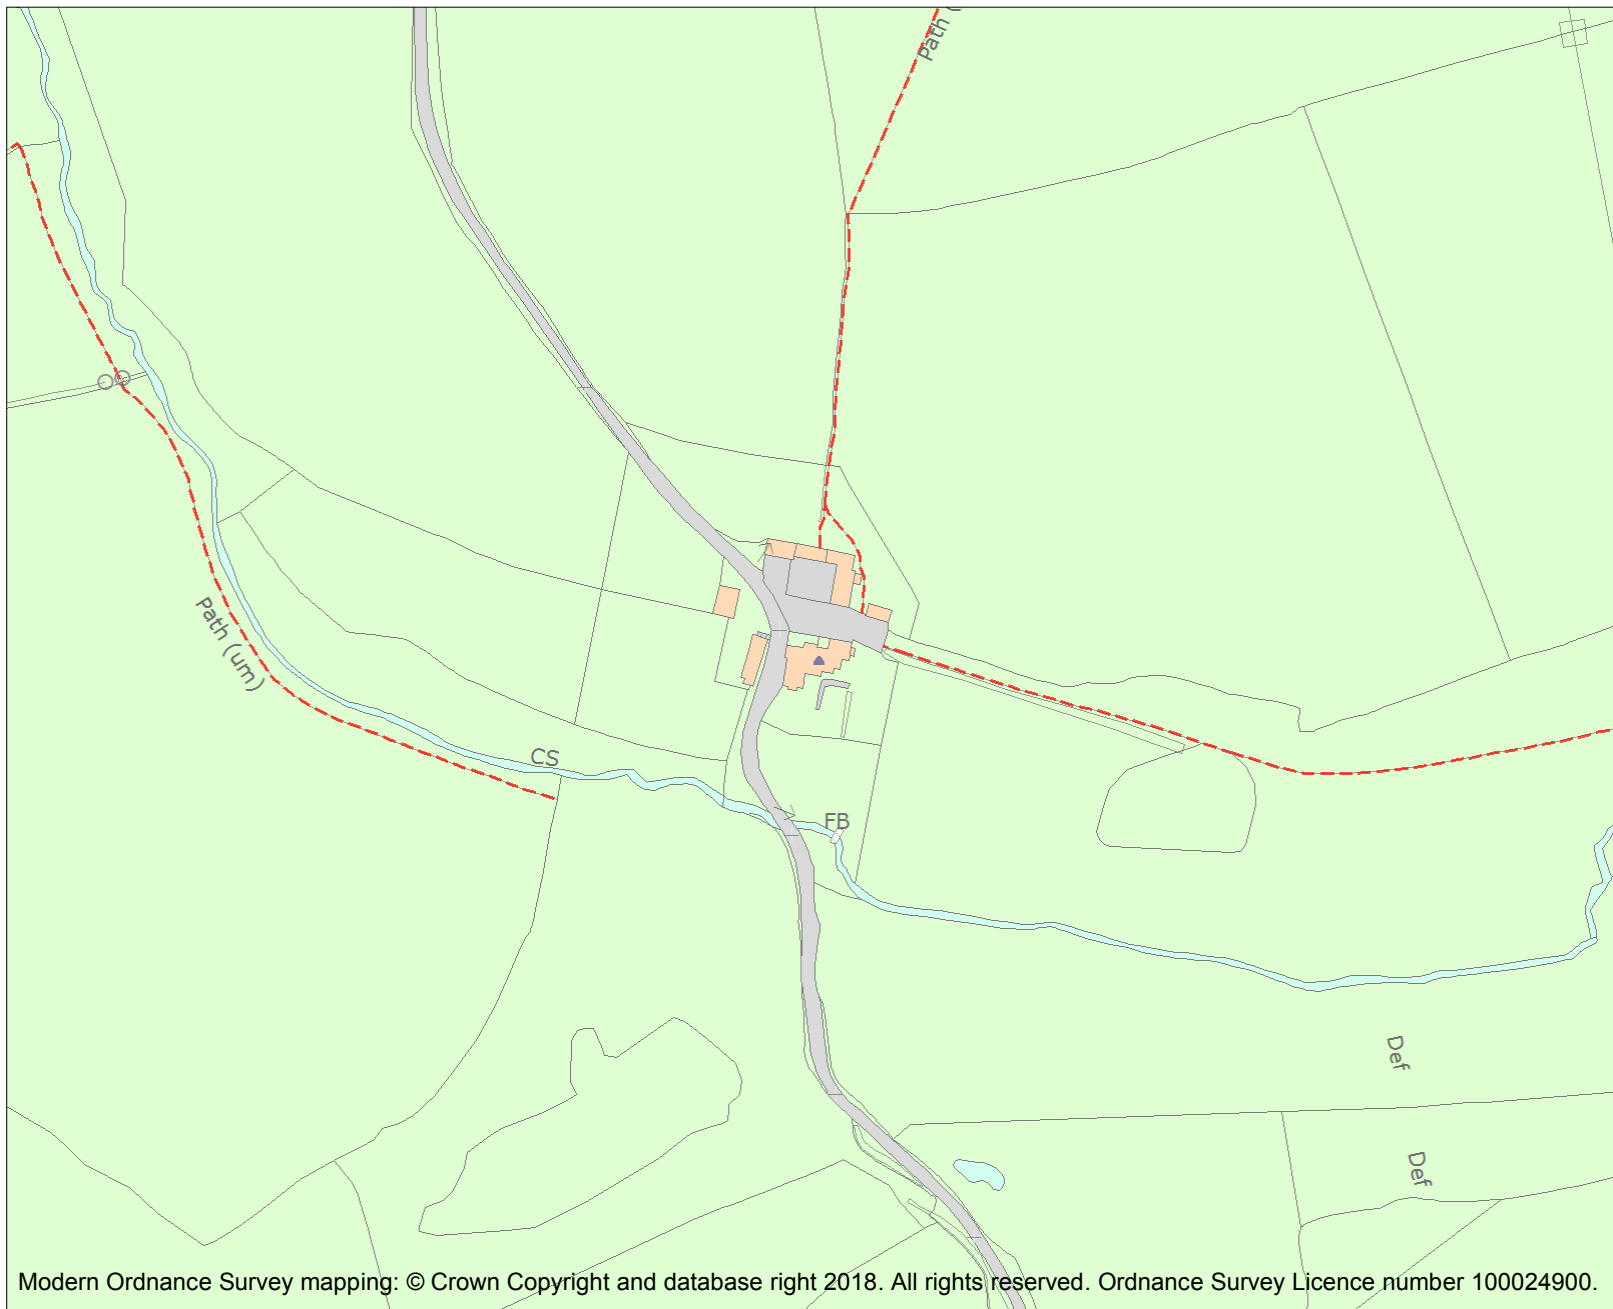 Path (
Path (um)
CS
FB
Def
Def
Modern Ordnance Survey mapping: © Crown Copyright and database right 2018. All rights reserved. Ordnance Survey Licence number 100024900.